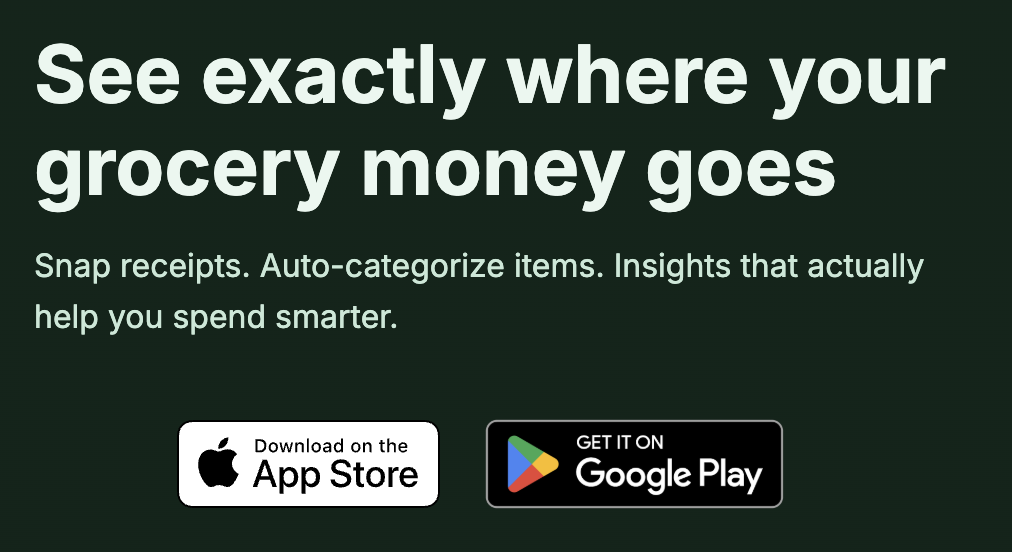 See exactly where your
grocery money goes
Snap receipts. Auto-categorize items. Insights that actually
help you spend smarter.
Download on the
App Store
GET IT ON
Google Play